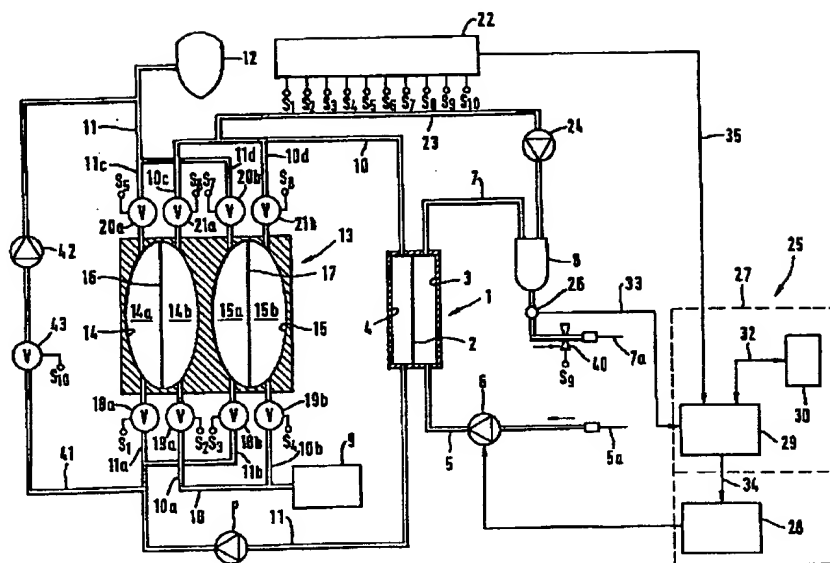 22
12
S1 S2 S3 S4 S5 S6 S7 S8 S9 S10
23
24
35
11
11d
10d
10
11c
10c
S5
S6
S7
20b
S8
7
V V V V
20a
21a
21b
13
42
16
17
8
25
14a
14b
15a
15b
3
1
26
33
27
14
15
4
43
V
S10
2
40
7a
32
30
S9
18a
19a
18b
19b
6
V V V V
S1
S2
S3
S4
29
5
5a
9
41
11a
11b
10b
34
10a
10
P
11
28